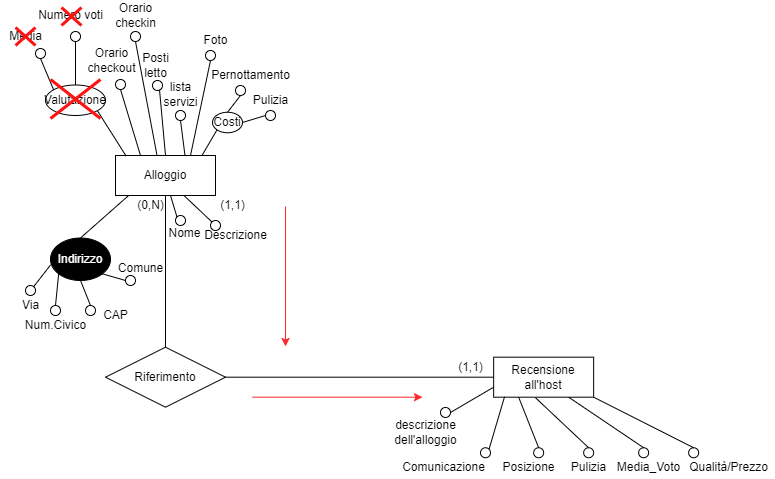 Orario
checkin
Numero voti
Media
Orario
checkout
Posti
letto
Foto
lista
servizi
Pernottamento
Pulizia
Valutazione
Costi
Alloggio
(0,N)
(1,1)
Nome
Descrizione
Indirizzo
Comune
Via
Num.Civico
CAP
Riferimento
(1,1)
Recensione
all'host
descrizione
dell'alloggio
Comunicazione
Posizione
Pulizia
Media_Voto
Qualità/Prezzo